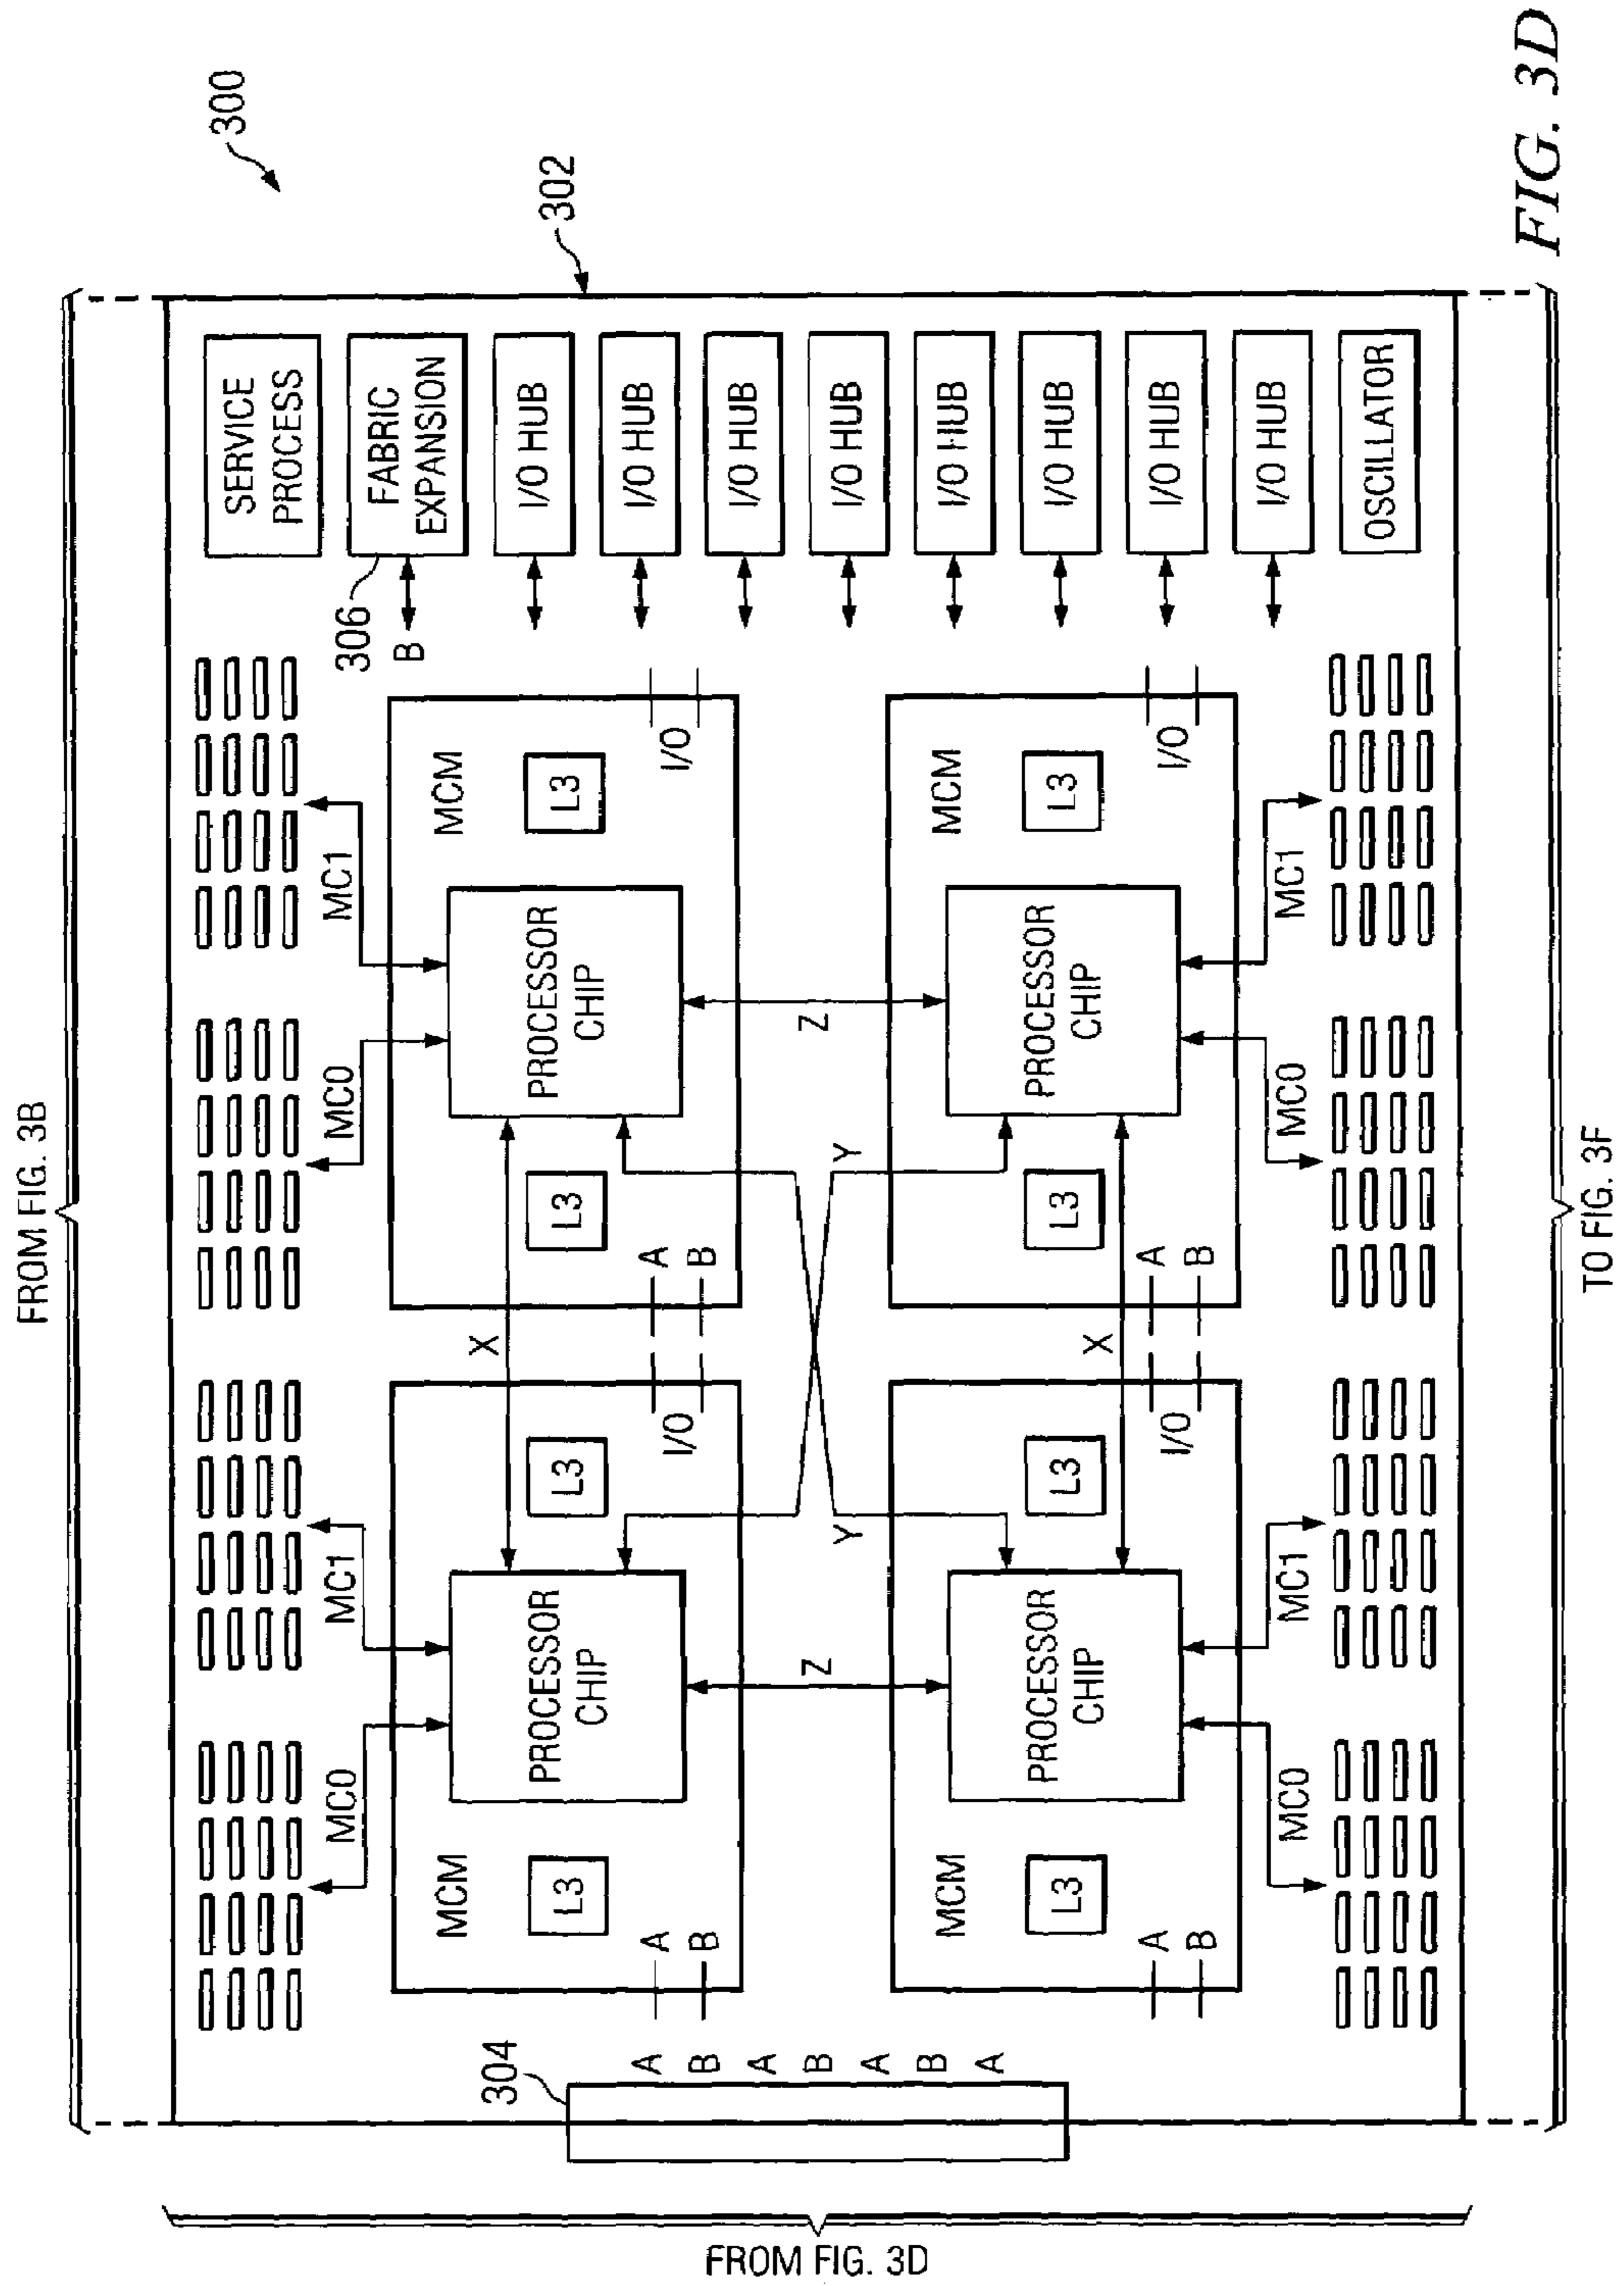 FROM FIG. 3B
300
SERVICE
PROCESS
MC0
MC1
MC0
MC1
306
B
FABRIC
EXPANSION
MCM
MCM
304
X
302
L3
PROCESSOR
CHIP
L3
L3
PROCESSOR
CHIP
L3
I/O HUB
I/O HUB
I/O HUB
I/O HUB
I/O HUB
I/O HUB
I/O HUB
I/O HUB
A
B
A
B
A
B
A
A
B
I/O
A
B
I/O
Z
Z
Y
Y
MCM
MCM
L3
PROCESSOR
CHIP
L3
L3
PROCESSOR
CHIP
L3
X
A
B
I/O
A
B
I/O
MC0
MC1
MC0
MC1
OSCILLATOR
FROM FIG. 3D
TO FIG. 3F
FIG. 3D